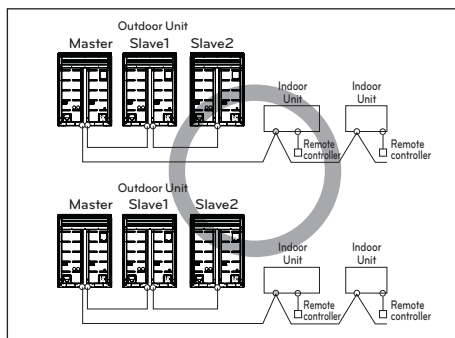 Outdoor Unit
Master Slave1 Slave2
Indoor Unit
Indoor Unit
Remote controller
Remote controller
Outdoor Unit
Master Slave1 Slave2
Indoor Unit
Indoor Unit
Remote controller
Remote controller